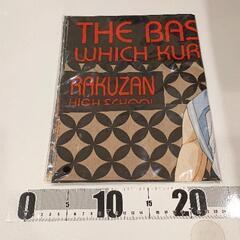 THE BAS
WHICH KUR
RAKUZAN
HIGH SCHOOL
0 10 20